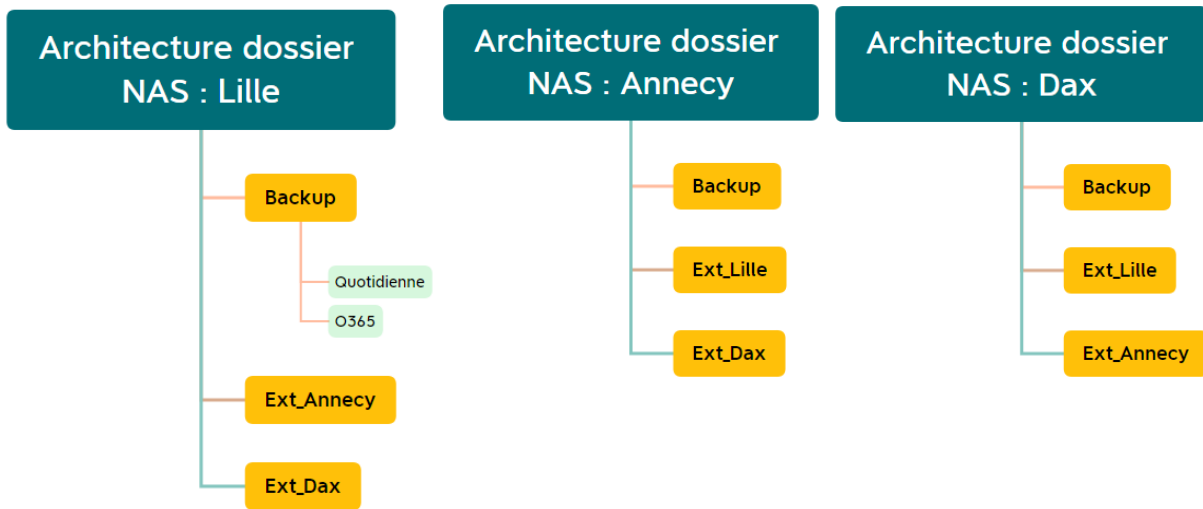 Architecture dossier
NAS : Lille
Backup
Quotidienne
O365
Ext_Annecy
Ext_Dax
Architecture dossier
NAS : Annecy
Backup
Ext_Lille
Ext_Dax
Architecture dossier
NAS : Dax
Backup
Ext_Lille
Ext_Annecy